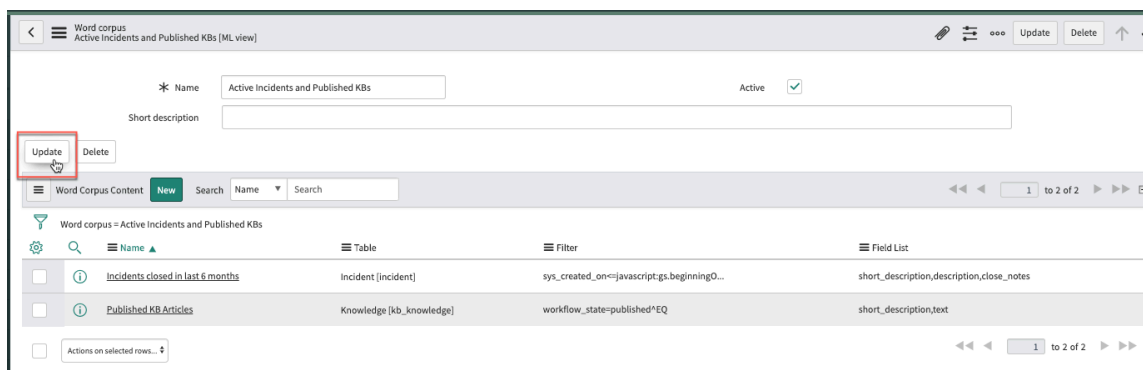 Word corpus
Active Incidents and Published KBs [ML view]
Update Delete
Name Active Incidents and Published KBs Active
Short description
Update Delete
Word Corpus Content New Search Name Search 1 to 2 of 2
Word corpus = Active Incidents and Published KBs
Name Table Filter Field List
Incidents closed in last 6 months Incident [incident] sys_created_on<=javascript:gs.beginningO... short_description,description,close_notes
Published KB Articles Knowledge [kb_knowledge] workflow_state=published^EQ short_description,text
Actions on selected rows... 1 to 2 of 2